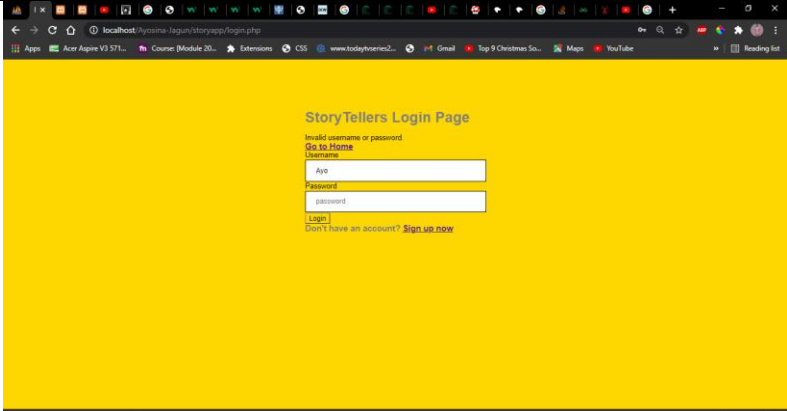 localhost/Ayosina-Jagun/storyapp/login.php
Apps Acer Aspire V3 571... Course: [Module 20... Extensions CSS www.todaytvseries2... Gmail Top 9 Christmas So... Maps YouTube » Reading list
StoryTellers Login Page
Invalid username or password.
Go to Home
Username
Ayo
Password
password
Login
Don't have an account? Sign up now